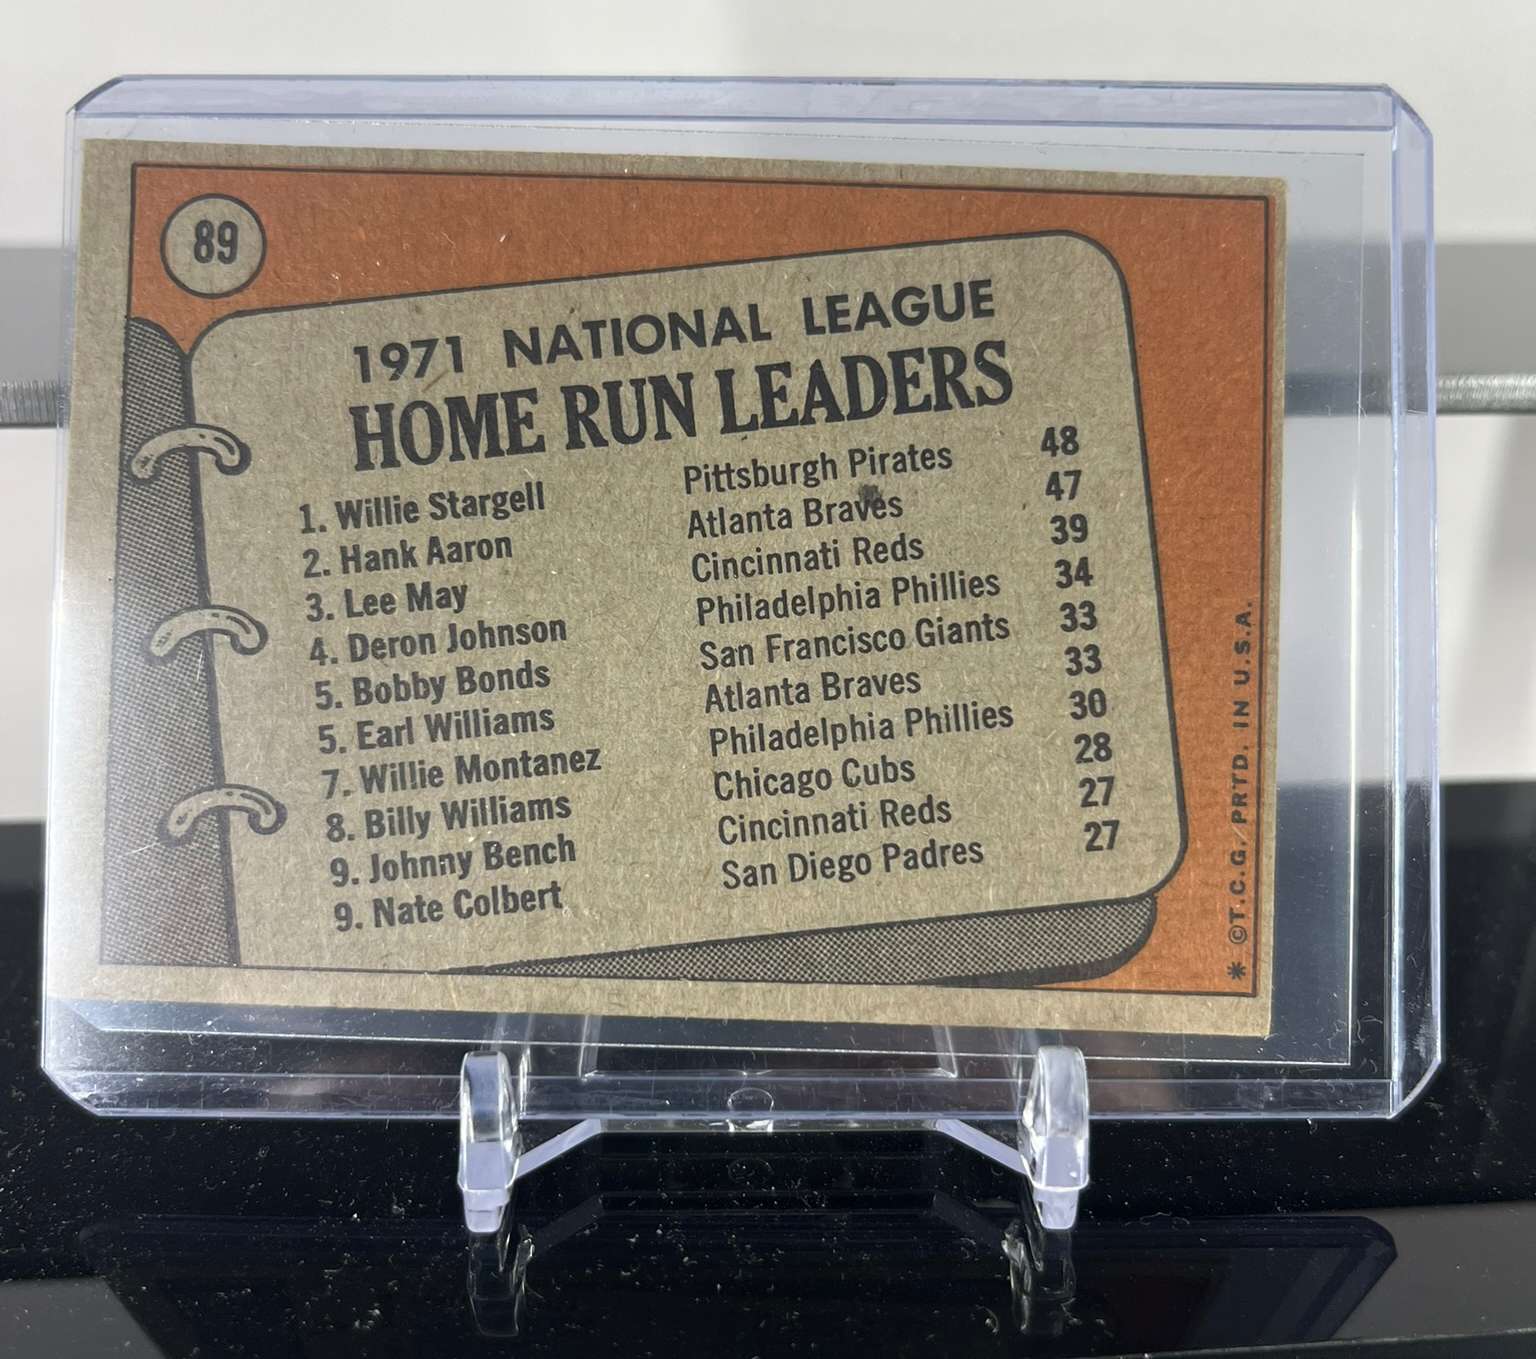 89
1971 NATIONAL LEAGUE
HOME RUN LEADERS
1. Willie Stargell Pittsburgh Pirates 48
2. Hank Aaron Atlanta Braves 47
3. Lee May Cincinnati Reds 39
4. Deron Johnson Philadelphia Phillies 34
5. Bobby Bonds San Francisco Giants 33
5. Earl Williams Atlanta Braves 33
7. Willie Montanez Philadelphia Phillies 30
8. Billy Williams Chicago Cubs 28
9. Johnny Bench Cincinnati Reds 27
9. Nate Colbert San Diego Padres 27
* ©T.C.G./PRTD. IN U.S.A.